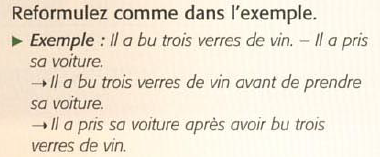 Reformulez comme dans l'exemple.
► Exemple : Il a bu trois verres de vin. – Il a pris
sa voiture.
→ Il a bu trois verres de vin avant de prendre
sa voiture.
→ Il a pris sa voiture après avoir bu trois
verres de vin.